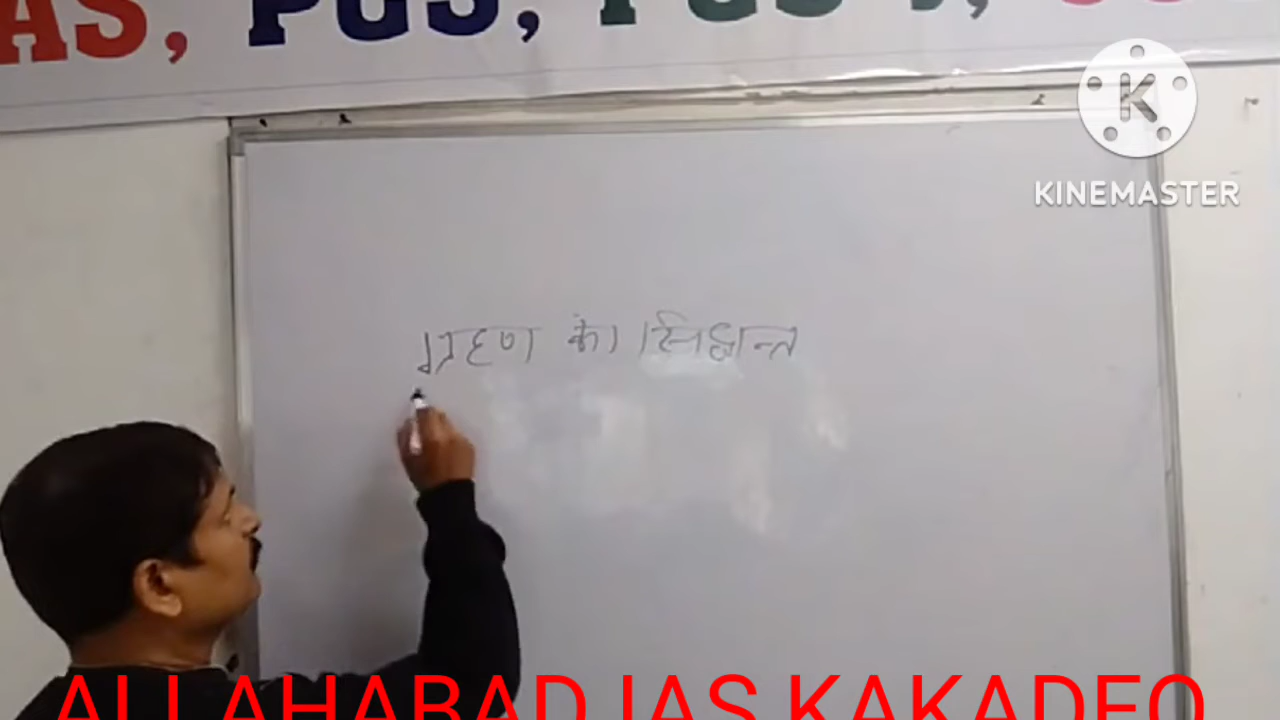 AS, PCS,
KINEMASTER
ग्रहण का सिद्धान्त
ALLAHABAD IAS KAKADEO